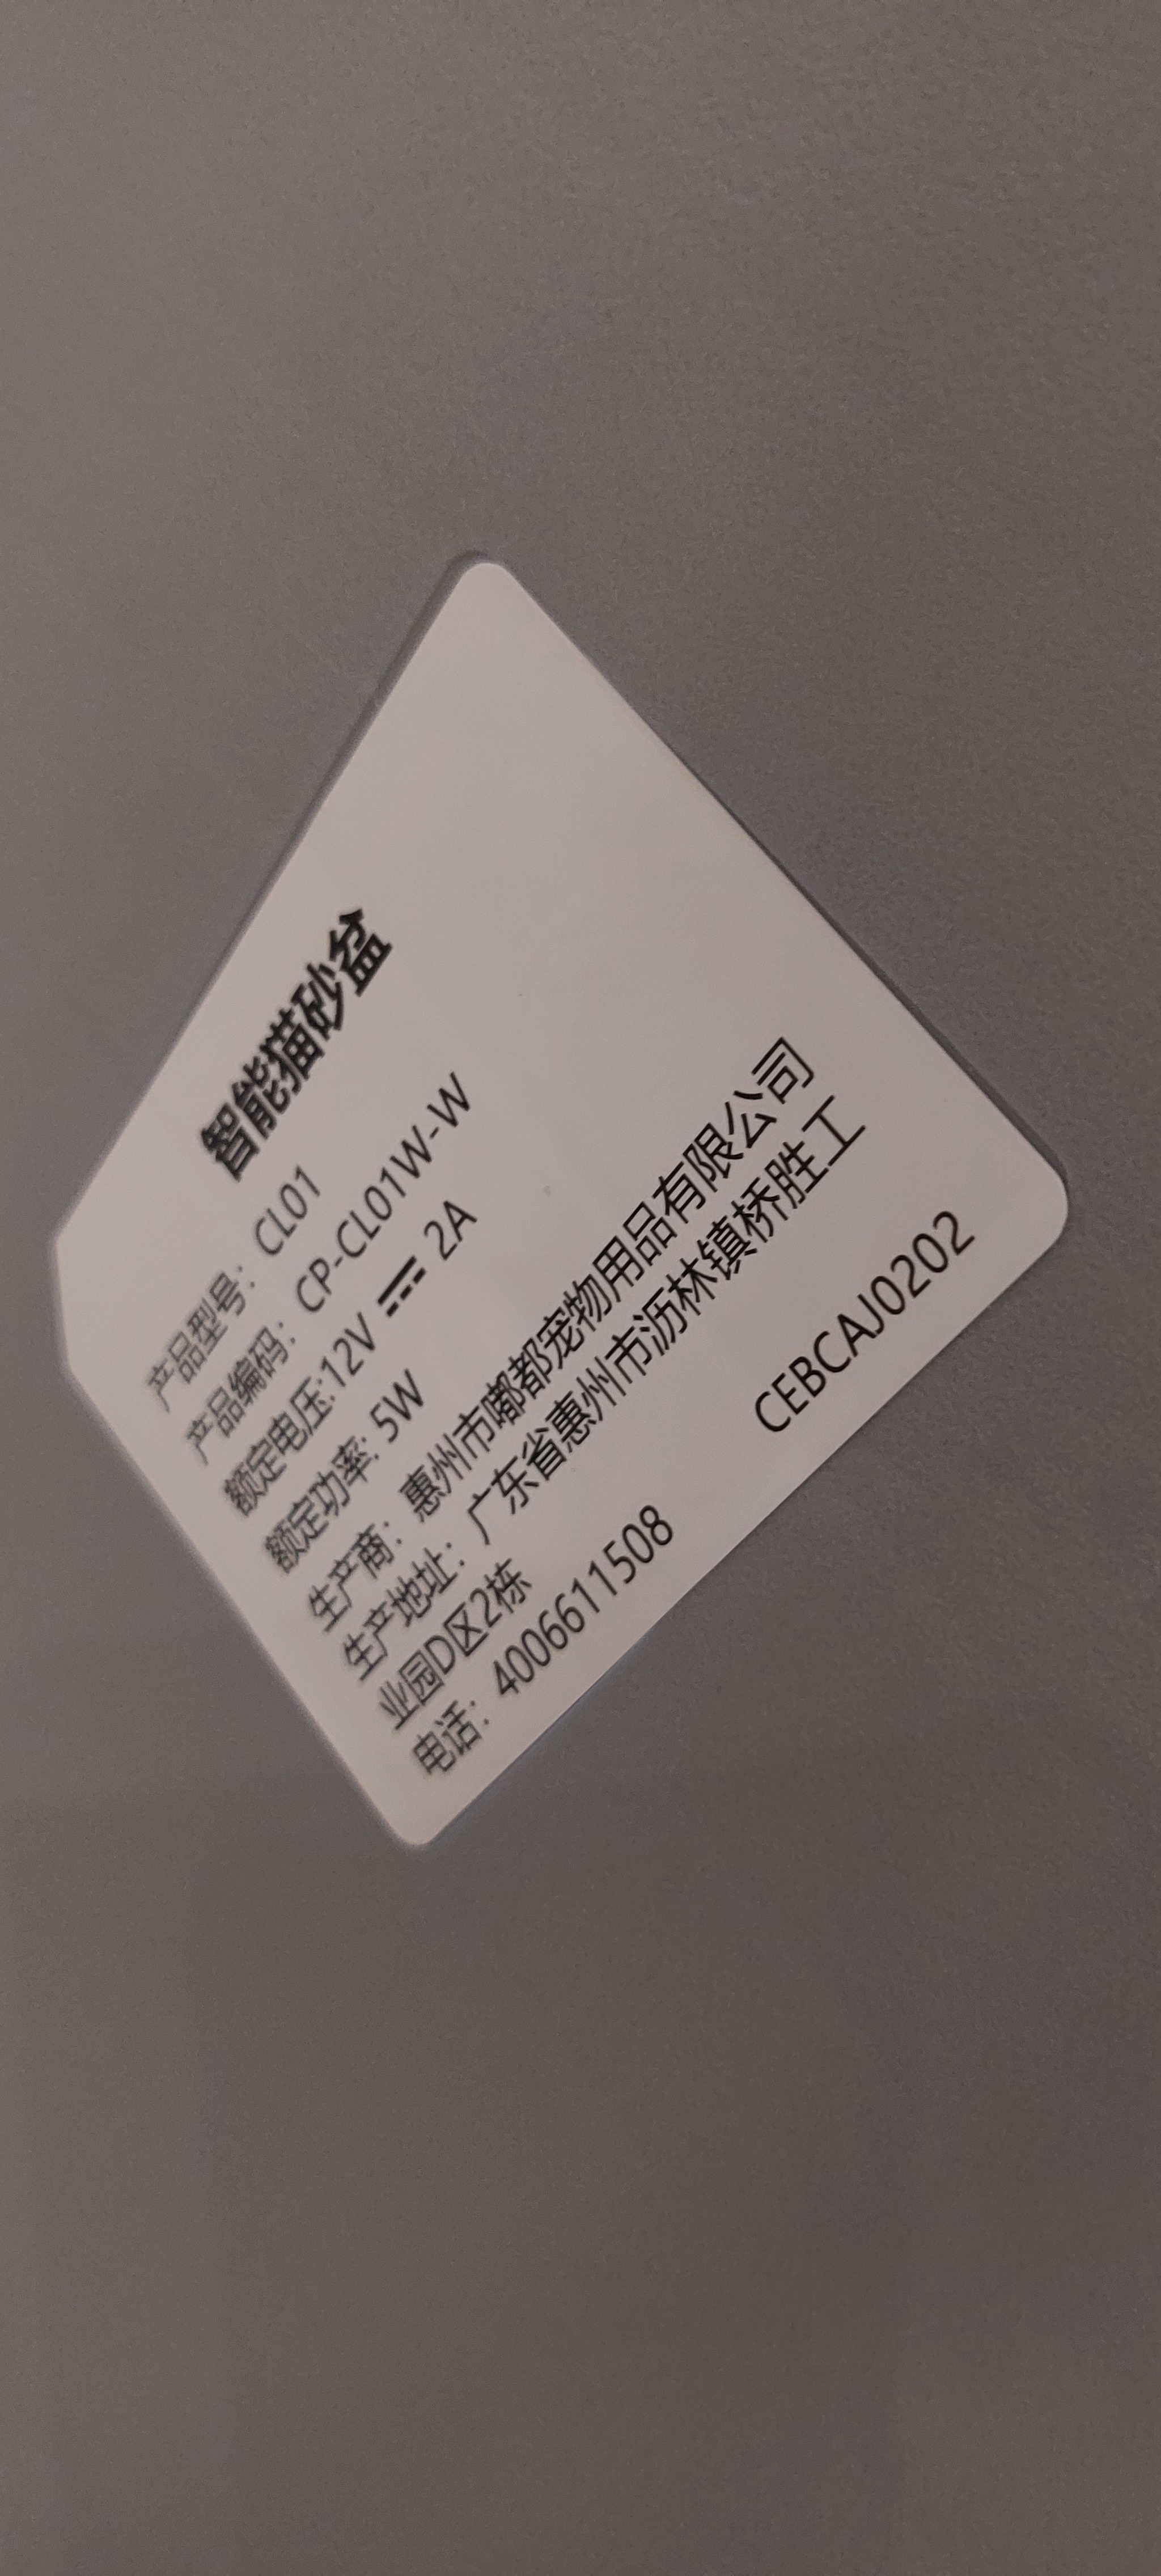 智能猫砂盆
产品型号：CL01
产品编码：CP-CL01W-W
额定电压:12V⎓2A
额定功率: 5W
生产商：惠州市嘟都宠物用品有限公司
生产地址：广东省惠州市沥林镇桥胜工
业园D区2栋
电话：4006611508
CEBCAJ0202